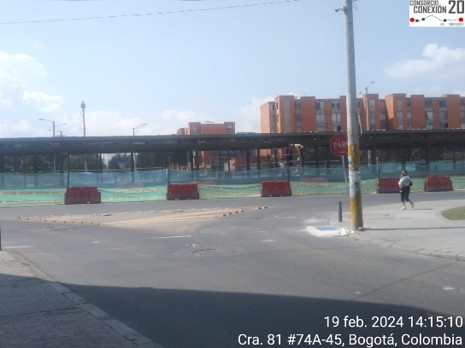 CONSORCIO
CONEXIÓN 20
PARE
19 feb. 2024 14:15:10
Cra. 81 #74A-45, Bogotá, Colombia